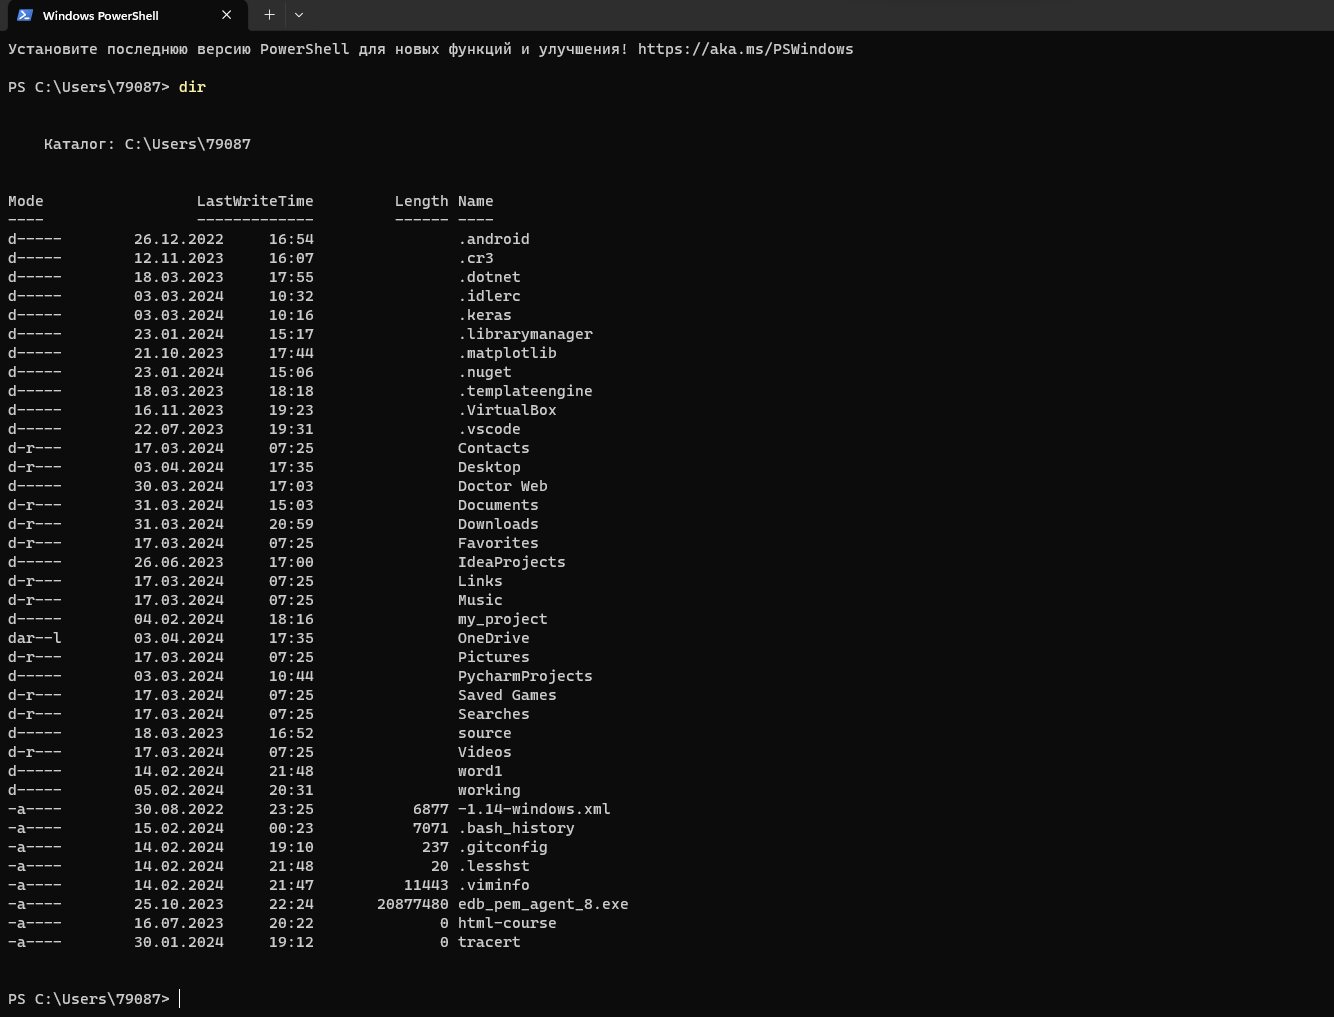 Windows PowerShell
Установите последнюю версию PowerShell для новых функций и улучшения! https://aka.ms/PSWindows
PS C:\Users\79087> dir
Каталог: C:\Users\79087
Mode LastWriteTime Length Name
---- ------------- ------ ----
d----- 26.12.2022 16:54 .android
d----- 12.11.2023 16:07 .cr3
d----- 18.03.2023 17:55 .dotnet
d----- 03.03.2024 10:32 .idlerc
d----- 03.03.2024 10:16 .keras
d----- 23.01.2024 15:17 .librarymanager
d----- 21.10.2023 17:44 .matplotlib
d----- 23.01.2024 15:06 .nuget
d----- 18.03.2023 18:18 .templateengine
d----- 16.11.2023 19:23 .VirtualBox
d----- 22.07.2023 19:31 .vscode
d-r--- 17.03.2024 07:25 Contacts
d-r--- 03.04.2024 17:35 Desktop
d----- 30.03.2024 17:03 Doctor Web
d-r--- 31.03.2024 15:03 Documents
d-r--- 31.03.2024 20:59 Downloads
d-r--- 17.03.2024 07:25 Favorites
d----- 26.06.2023 17:00 IdeaProjects
d-r--- 17.03.2024 07:25 Links
d-r--- 17.03.2024 07:25 Music
d----- 04.02.2024 18:16 my_project
dar--l 03.04.2024 17:35 OneDrive
d-r--- 17.03.2024 07:25 Pictures
d----- 03.03.2024 10:44 PycharmProjects
d-r--- 17.03.2024 07:25 Saved Games
d-r--- 17.03.2024 07:25 Searches
d----- 18.03.2023 16:52 source
d-r--- 17.03.2024 07:25 Videos
d----- 14.02.2024 21:48 word1
d----- 05.02.2024 20:31 working
-a---- 30.08.2022 23:25 6877 -1.14-windows.xml
-a---- 15.02.2024 00:23 7071 .bash_history
-a---- 14.02.2024 19:10 237 .gitconfig
-a---- 14.02.2024 21:48 20 .lesshst
-a---- 14.02.2024 21:47 11443 .viminfo
-a---- 25.10.2023 22:24 20877480 edb_pem_agent_8.exe
-a---- 16.07.2023 20:22 0 html-course
-a---- 30.01.2024 19:12 0 tracert
PS C:\Users\79087>